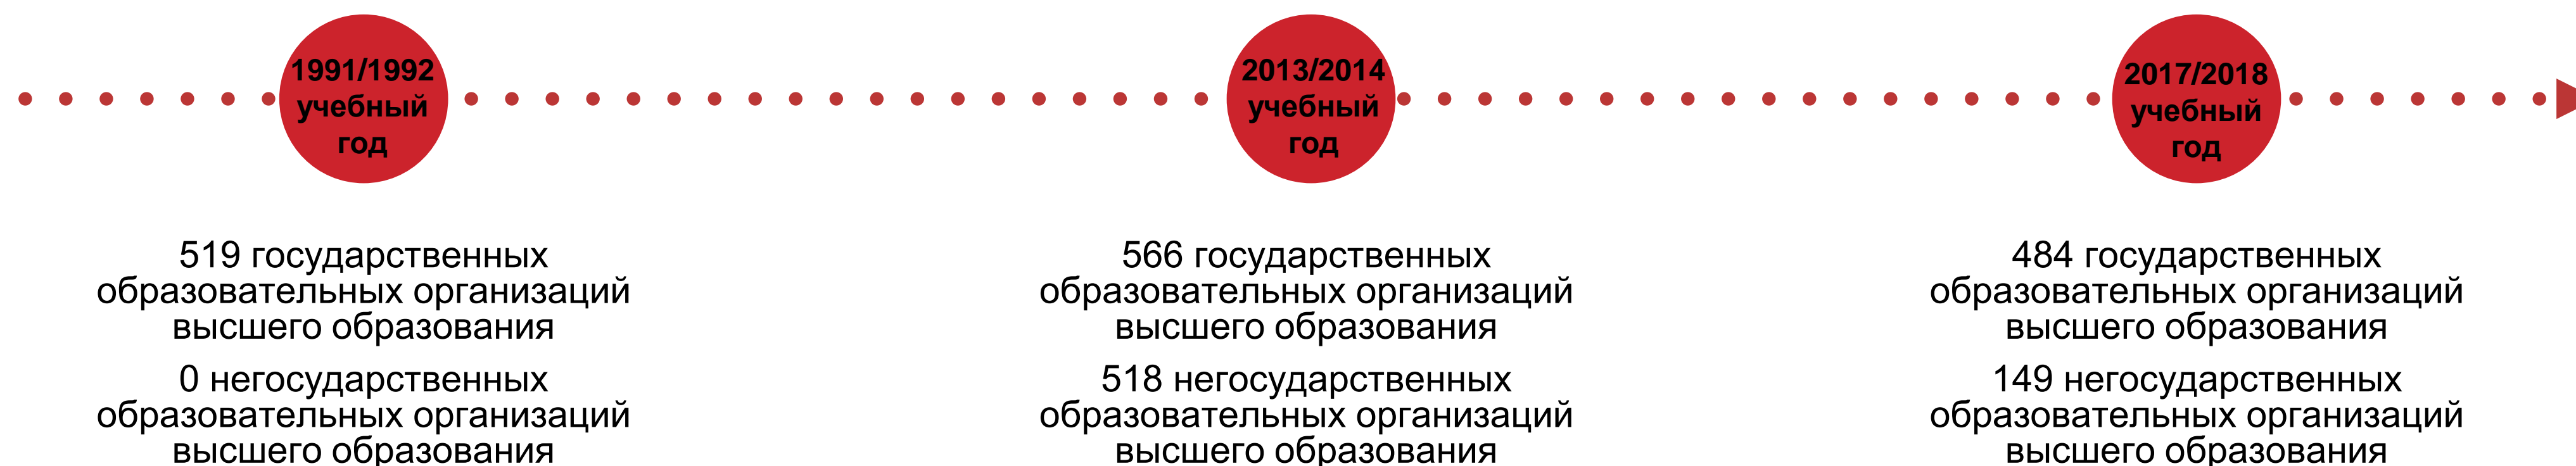 1991/1992
учебный
год
2013/2014
учебный
год
2017/2018
учебный
год
519 государственных
образовательных организаций
высшего образования
0 негосударственных
образовательных организаций
высшего образования
566 государственных
образовательных организаций
высшего образования
518 негосударственных
образовательных организаций
высшего образования
484 государственных
образовательных организаций
высшего образования
149 негосударственных
образовательных организаций
высшего образования